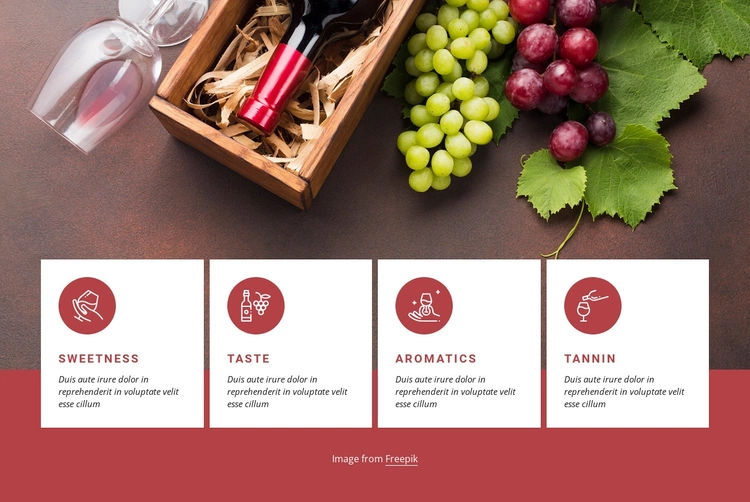 SWEETNESS
Duis aute irure dolor in
reprehenderit in voluptate velit
esse cillum
TASTE
Duis aute irure dolor in
reprehenderit in voluptate velit
esse cillum
AROMATICS
Duis aute irure dolor in
reprehenderit in voluptate velit
esse cillum
TANNIN
Duis aute irure dolor in
reprehenderit in voluptate velit
esse cillum
Image from Freepik